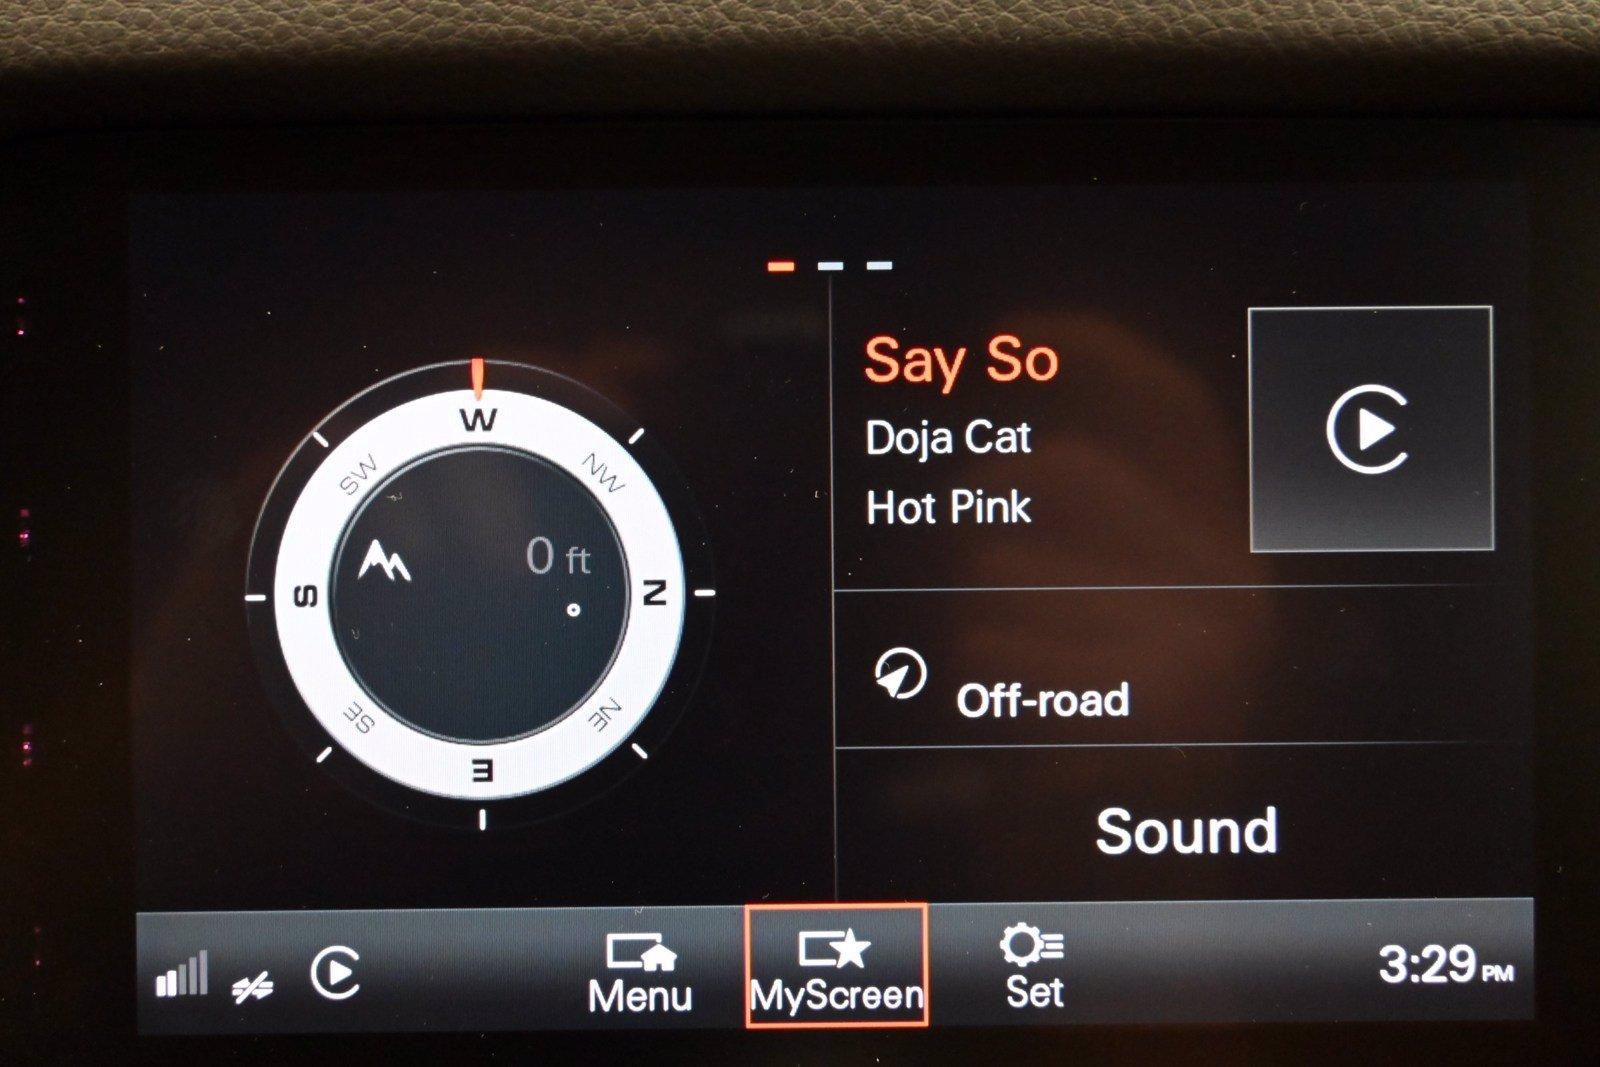 Say So
Doja Cat
Hot Pink
W
SW
NW
0 ft
S
N
SE
NE
E
Off-road
Sound
Menu
MyScreen
Set
3:29 PM